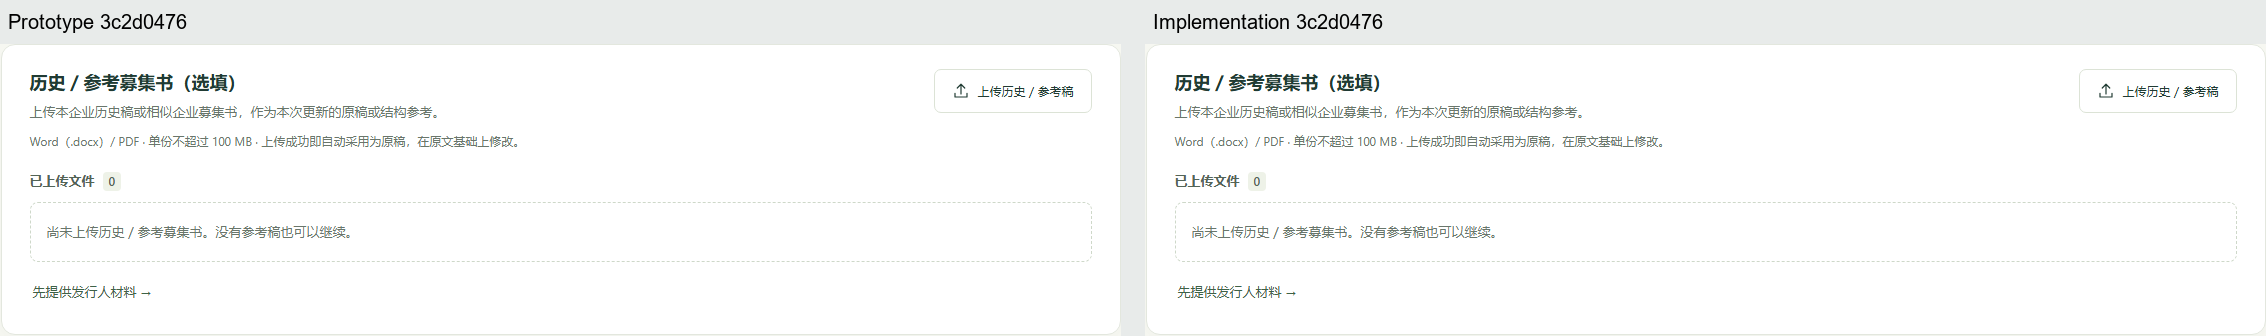 Prototype 3c2d0476
历史 / 参考募集书（选填）
上传历史 / 参考稿
上传本企业历史稿或相似企业募集书，作为本次更新的原稿或结构参考。
Word（.docx）/ PDF · 单份不超过 100 MB · 上传成功即自动采用为原稿，在原文基础上修改。
已上传文件 0
尚未上传历史 / 参考募集书。没有参考稿也可以继续。
先提供发行人材料 →
Implementation 3c2d0476
历史 / 参考募集书（选填）
上传历史 / 参考稿
上传本企业历史稿或相似企业募集书，作为本次更新的原稿或结构参考。
Word（.docx）/ PDF · 单份不超过 100 MB · 上传成功即自动采用为原稿，在原文基础上修改。
已上传文件 0
尚未上传历史 / 参考募集书。没有参考稿也可以继续。
先提供发行人材料 →